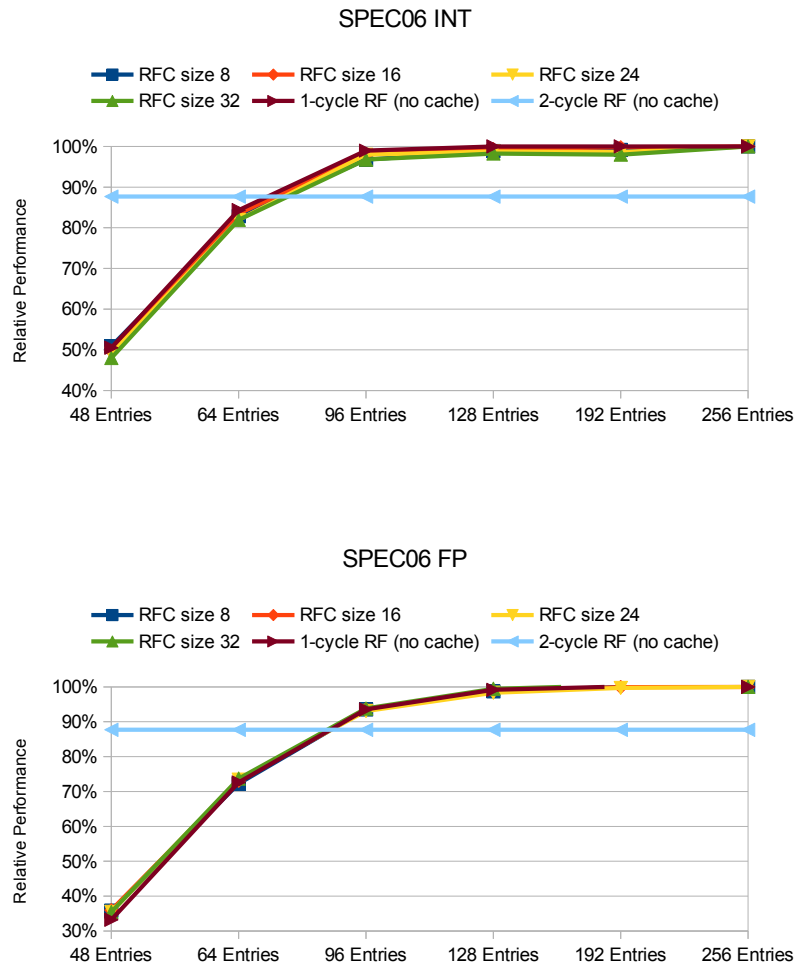 SPEC06 INT
RFC size 8 RFC size 16 RFC size 24
RFC size 32 1-cycle RF (no cache) 2-cycle RF (no cache)
Relative Performance
100%
90%
80%
70%
60%
50%
40%
48 Entries 64 Entries 96 Entries 128 Entries 192 Entries 256 Entries
SPEC06 FP
RFC size 8 RFC size 16 RFC size 24
RFC size 32 1-cycle RF (no cache) 2-cycle RF (no cache)
Relative Performance
100%
90%
80%
70%
60%
50%
40%
30%
48 Entries 64 Entries 96 Entries 128 Entries 192 Entries 256 Entries